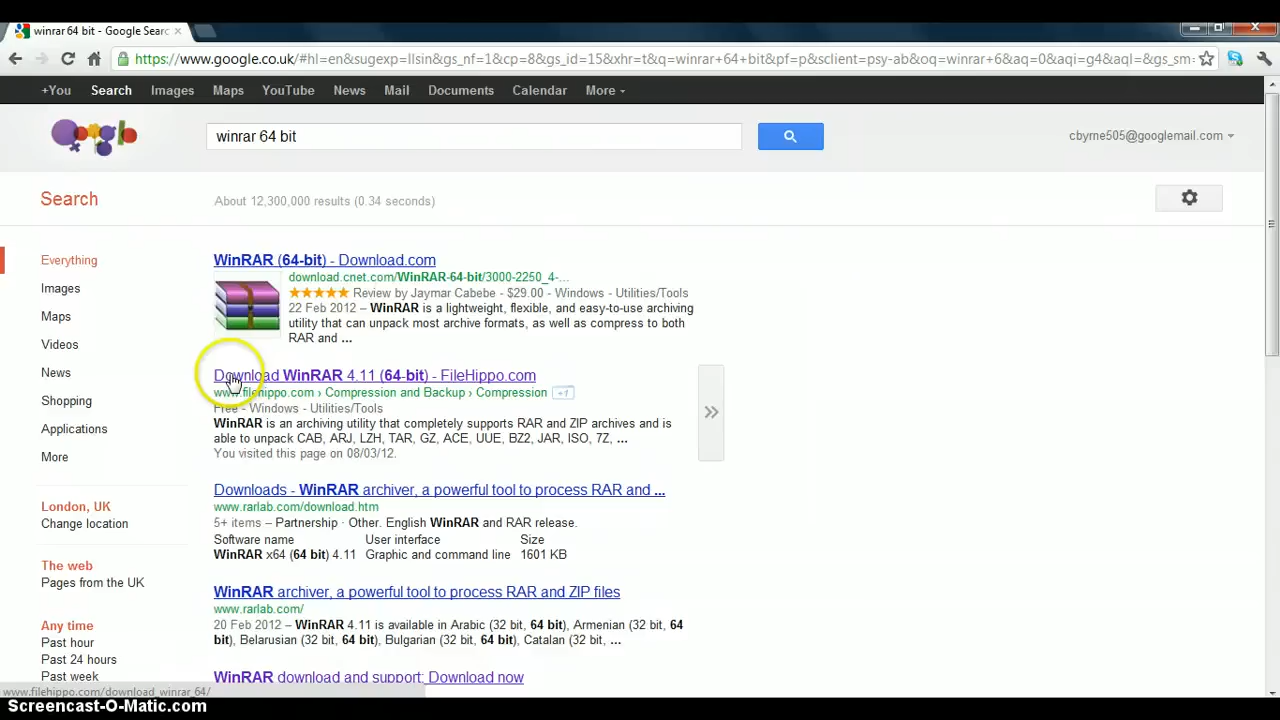 winrar 64 bit - Google Searc
https://www.google.co.uk/#hl=en&sugexp=llsin&gs_nf=1&cp=8&gs_id=15&xhr=t&q=winrar+64+bit&pf=p&sclient=psy-ab&oq=winrar+6&aq=0&aqi=g4&aql=&gs_sm=
+You Search Images Maps YouTube News Mail Documents Calendar More
winrar 64 bit
cbyrne505@googlemail.com
Search
About 12,300,000 results (0.34 seconds)
Everything
Images
Maps
Videos
News
Shopping
Applications
More
London, UK
Change location
The web
Pages from the UK
Any time
Past hour
Past 24 hours
Past week
WinRAR (64-bit) - Download.com
download.cnet.com/WinRAR-64-bit/3000-2250_4-...
Review by Jaymar Cabebe - $29.00 - Windows - Utilities/Tools
22 Feb 2012 – WinRAR is a lightweight, flexible, and easy-to-use archiving
utility that can unpack most archive formats, as well as compress to both
RAR and ...
Download WinRAR 4.11 (64-bit) - FileHippo.com
www.filehippo.com › Compression and Backup › Compression +1
Free - Windows - Utilities/Tools
WinRAR is an archiving utility that completely supports RAR and ZIP archives and is
able to unpack CAB, ARJ, LZH, TAR, GZ, ACE, UUE, BZ2, JAR, ISO, 7Z, ...
You visited this page on 08/03/12.
Downloads - WinRAR archiver, a powerful tool to process RAR and ...
www.rarlab.com/download.htm
5+ items – Partnership · Other. English WinRAR and RAR release.
Software name User interface Size
WinRAR x64 (64 bit) 4.11 Graphic and command line 1601 KB
WinRAR archiver, a powerful tool to process RAR and ZIP files
www.rarlab.com/
20 Feb 2012 – WinRAR 4.11 is available in Arabic (32 bit, 64 bit), Armenian (32 bit, 64
bit), Belarusian (32 bit, 64 bit), Bulgarian (32 bit, 64 bit), Catalan (32 bit, ...
WinRAR download and support: Download now
www.filehippo.com/download_winrar_64/
Screencast-O-Matic.com